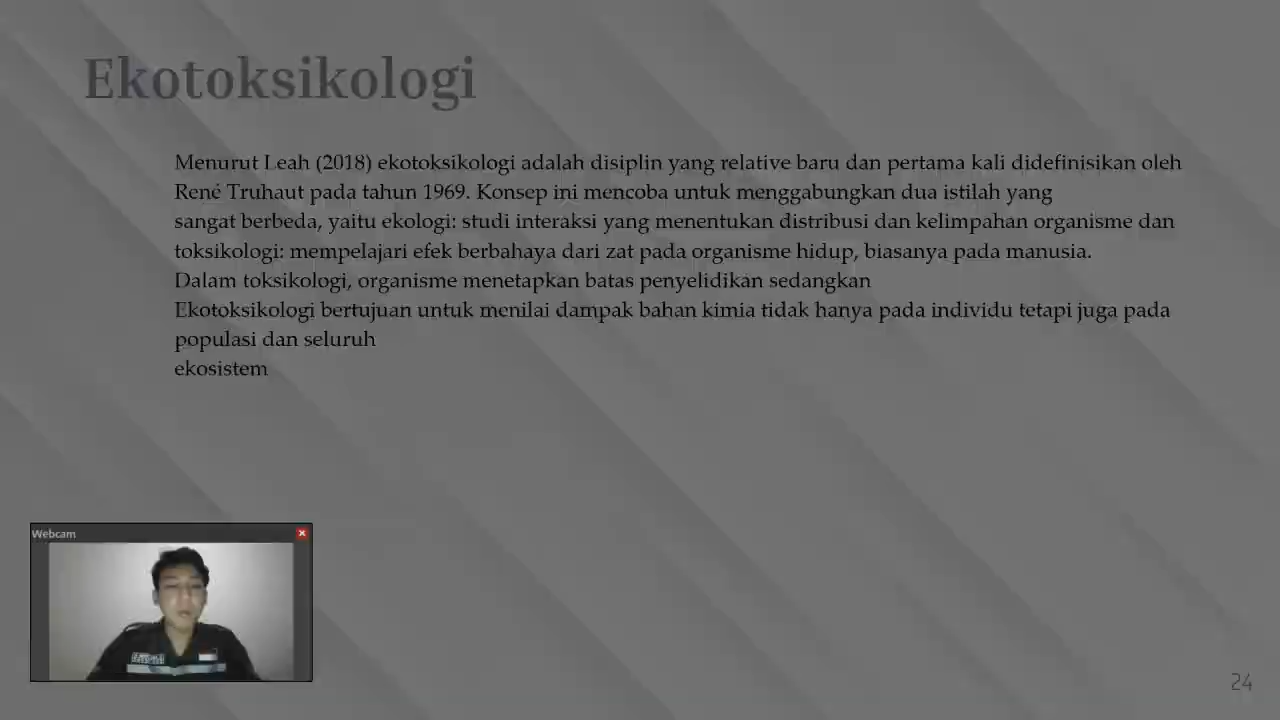 Ekotoksikologi
Menurut Leah (2018) ekotoksikologi adalah disiplin yang relative baru dan pertama kali didefinisikan oleh
René Truhaut pada tahun 1969. Konsep ini mencoba untuk menggabungkan dua istilah yang
sangat berbeda, yaitu ekologi: studi interaksi yang menentukan distribusi dan kelimpahan organisme dan
toksikologi: mempelajari efek berbahaya dari zat pada organisme hidup, biasanya pada manusia.
Dalam toksikologi, organisme menetapkan batas penyelidikan sedangkan
Ekotoksikologi bertujuan untuk menilai dampak bahan kimia tidak hanya pada individu tetapi juga pada
populasi dan seluruh
ekosistem
Webcam
24